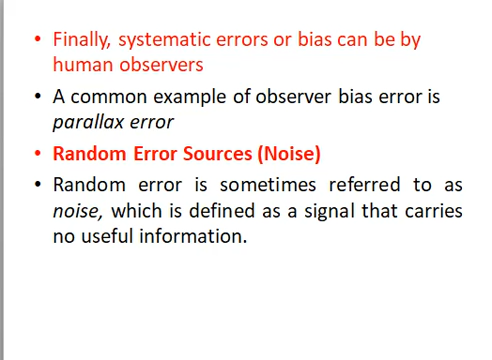 • Finally, systematic errors or bias can be by
human observers
• A common example of observer bias error is
parallax error
• Random Error Sources (Noise)
• Random error is sometimes referred to as
noise, which is defined as a signal that carries
no useful information.